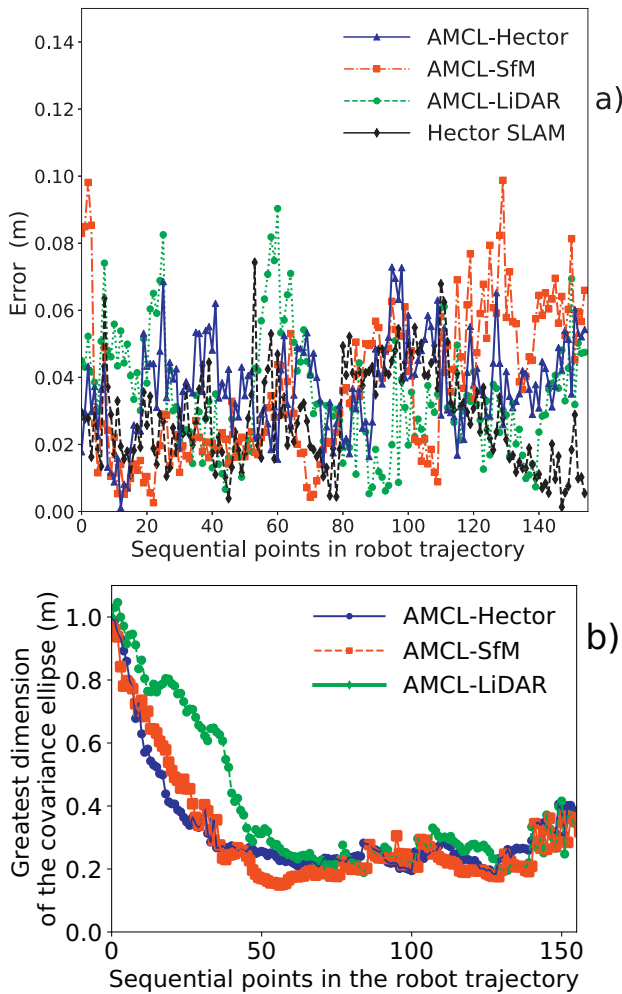 0.14
0.12
0.10
0.08
0.06
0.04
0.02
0.00
Error (m)
AMCL-Hector
AMCL-SfM
AMCL-LiDAR
Hector SLAM
a)
0 20 40 60 80 100 120 140
Sequential points in robot trajectory
1.0
0.8
0.6
0.4
0.2
0.0
Greatest dimension
of the covariance ellipse (m)
AMCL-Hector
AMCL-SfM
AMCL-LiDAR
b)
0 50 100 150
Sequential points in the robot trajectory